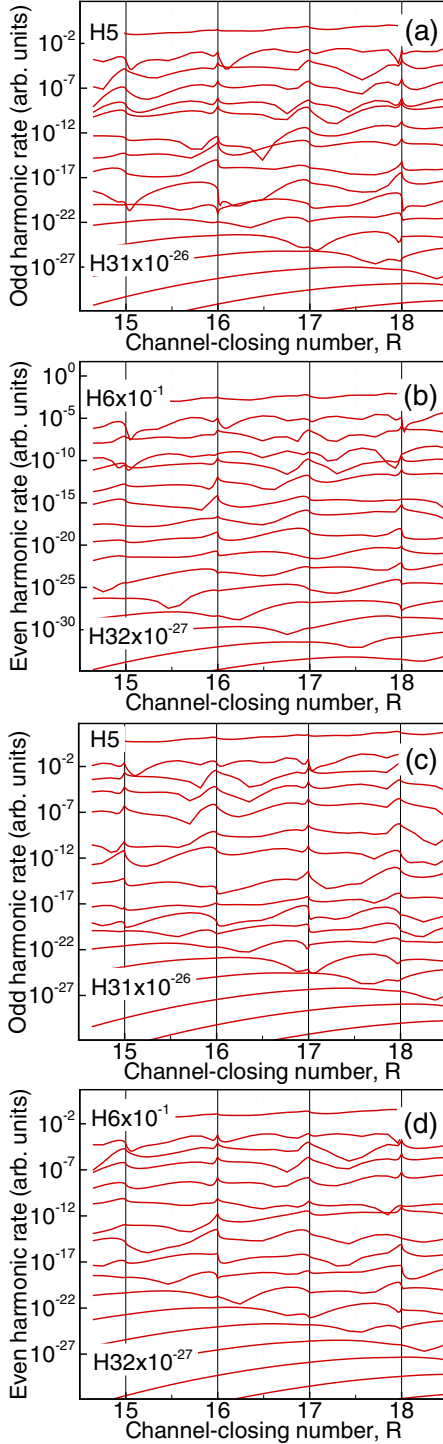 H5
(a)
10-2
10-7
10-12
10-17
10-22
10-27
H31x10-26
Odd harmonic rate (arb. units)
15 16 17 18
Channel-closing number, R
H6x10-1
(b)
100
10-5
10-10
10-15
10-20
10-25
10-30
H32x10-27
Even harmonic rate (arb. units)
15 16 17 18
Channel-closing number, R
H5
(c)
10-2
10-7
10-12
10-17
10-22
10-27
H31x10-26
Odd harmonic rate (arb. units)
15 16 17 18
Channel-closing number, R
H6x10-1
(d)
10-2
10-7
10-12
10-17
10-22
10-27
H32x10-27
Even harmonic rate (arb. units)
15 16 17 18
Channel-closing number, R